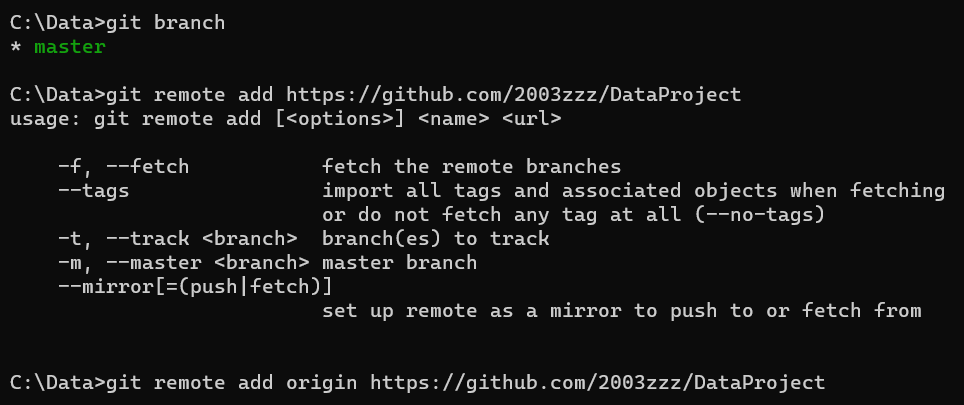 C:\Data>git branch
* master
C:\Data>git remote add https://github.com/2003zzz/DataProject
usage: git remote add [<options>] <name> <url>
-f, --fetch fetch the remote branches
--tags import all tags and associated objects when fetching
or do not fetch any tag at all (--no-tags)
-t, --track <branch> branch(es) to track
-m, --master <branch> master branch
--mirror[=(push|fetch)]
set up remote as a mirror to push to or fetch from
C:\Data>git remote add origin https://github.com/2003zzz/DataProject